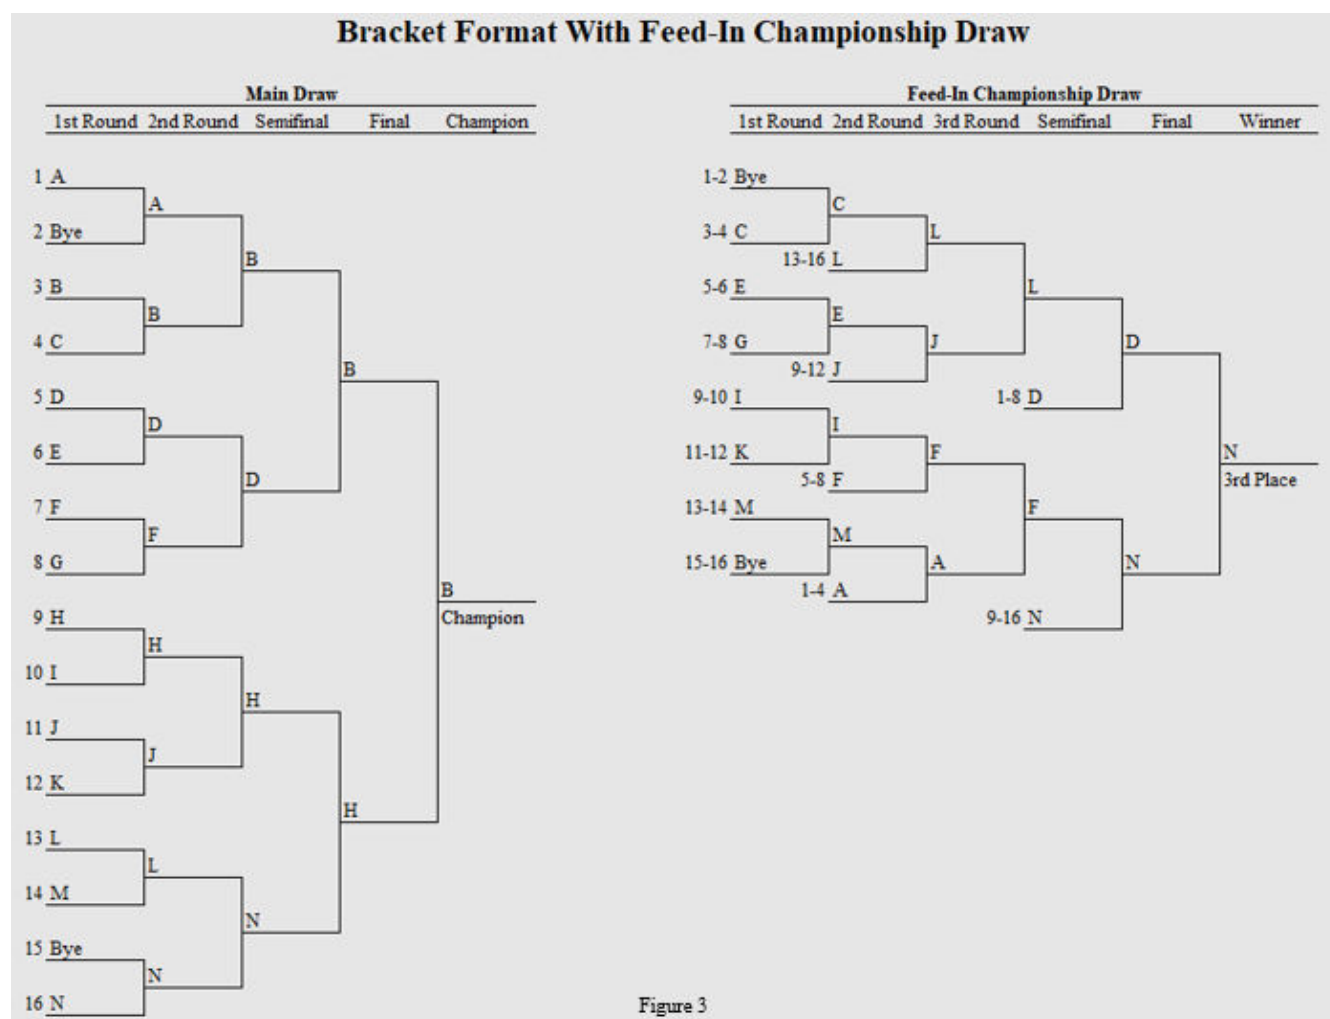 Bracket Format With Feed-In Championship Draw
Main Draw
1st Round 2nd Round Semifinal Final Champion
1 A
A
2 Bye
B
3 B
B
4 C
B
5 D
D
6 E
D
7 F
F
8 G
B
Champion
9 H
H
10 I
H
11 J
J
12 K
H
13 L
L
14 M
N
15 Bye
N
16 N
Feed-In Championship Draw
1st Round 2nd Round 3rd Round Semifinal Final Winner
1-2 Bye
C
3-4 C
L
13-16 L
5-6 E
L
E
7-8 G
J
D
9-12 J
9-10 I
1-8 D
I
11-12 K
F
N
5-8 F
3rd Place
13-14 M
F
M
15-16 Bye
A
N
1-4 A
9-16 N
Figure 3